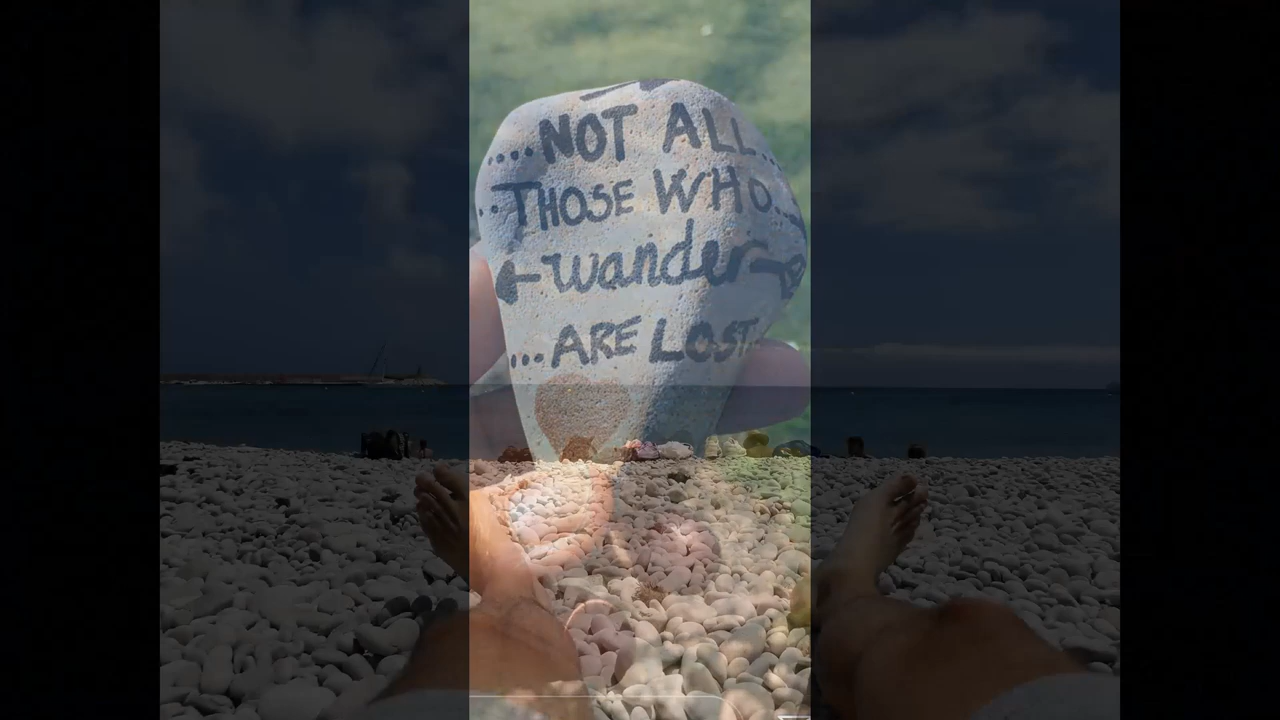 ....NOT ALL...
..THOSE WHO...
wander
...ARE LOST